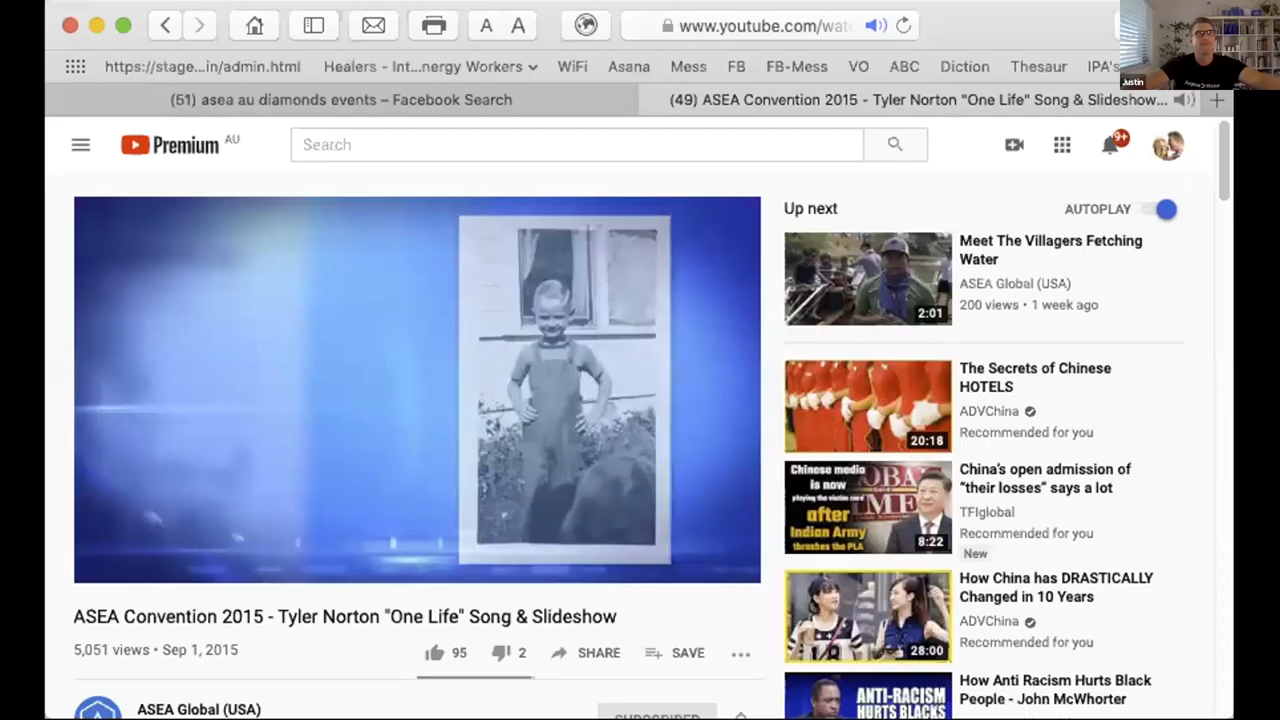 A A www.youtube.com/watc
https://stage...in/admin.html Healers - Int...ergy Workers WiFi Asana Mess FB FB-Mess VO ABC Diction Thesaur IPA's
Justin
(51) asea au diamonds events – Facebook Search
(49) ASEA Convention 2015 - Tyler Norton "One Life" Song & Slideshow...
Premium AU
Search
9+
Up next
AUTOPLAY
Meet The Villagers Fetching
Water
ASEA Global (USA)
200 views • 1 week ago
2:01
The Secrets of Chinese
HOTELS
ADVChina
Recommended for you
20:18
China's open admission of
"their losses" says a lot
TFIglobal
Recommended for you
New
Chinese media
is now
playing the victim card
after
Indian Army
thrashes the PLA
8:22
How China has DRASTICALLY
Changed in 10 Years
ADVChina
Recommended for you
28:00
How Anti Racism Hurts Black
People - John McWhorter
ANTI-RACISM
HURTS BLACKS
ASEA Convention 2015 - Tyler Norton "One Life" Song & Slideshow
5,051 views • Sep 1, 2015
95 2 SHARE SAVE
ASEA Global (USA)
SUBSCRIBED